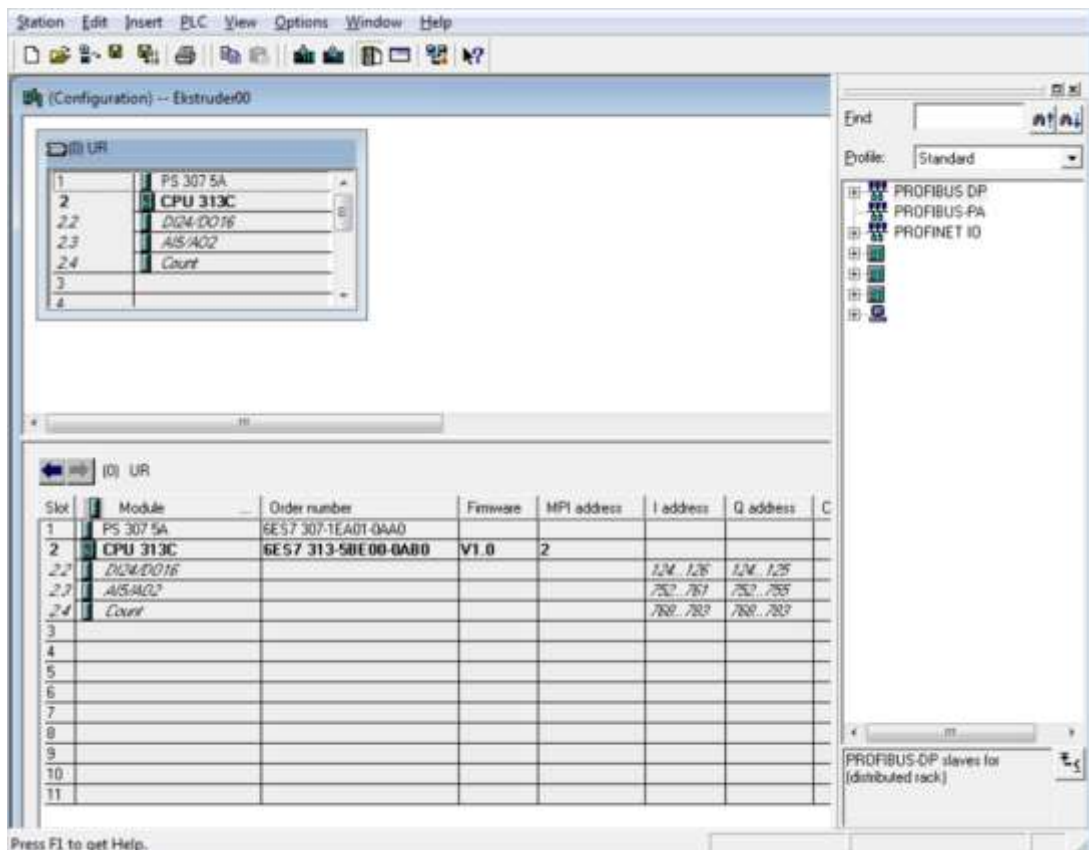 Station Edit Insert PLC View Options Window Help
(Configuration) -- Ekstruder00
(0) UR
1 PS 307 5A
2 CPU 313C
2.2 DI24/DO16
2.3 AI5/AO2
2.4 Count
3
4
Find
Profile: Standard
PROFIBUS DP
PROFIBUS-PA
PROFINET IO
(0) UR
Slot Module ... Order number Firmware MPI address I address Q address C
1 PS 307 5A 6ES7 307-1EA01-0AA0
2 CPU 313C 6ES7 313-5BE00-0AB0 V1.0 2
2.2 DI24/DO16 124...126 124...125
2.3 AI5/AO2 752...761 752...755
2.4 Count 768...783 768...783
3
4
5
6
7
8
9
10
11
PROFIBUS-DP slaves for
(distributed rack)
Press F1 to get Help.